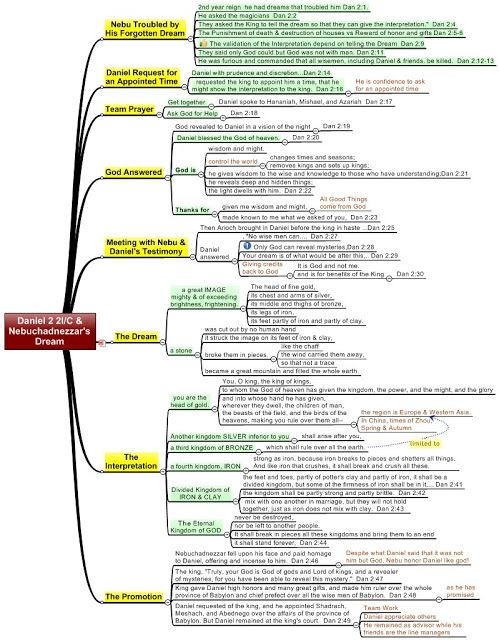 Daniel 2 2I/C &
Nebuchadnezzar's
Dream
Nebu Troubled by
His Forgotten Dream
2nd year reign he had dreams that troubled him Dan 2:1.
He asked the magicians Dan 2:2
They asked the King to tell the dream so that they can give the interpretation." Dan 2:4
The Punishment of death & destruction of houses vs Reward of honor and gifts Dan 2:5-6
The validation of the Interpretation depend on telling the Dream Dan 2:9
They said only God could but God was not with man. Dan 2:11
He was furious and commanded that all wisemen, including Daniel & friends, be killed. Dan 2:12-13
Daniel Request for
an Appointed Time
Daniel with prudence and discretion...Dan 2:14
requested the king to appoint him a time, that he
might show the interpretation to the king. Dan 2:16
He is confidence to ask
for an appointed time
Team Prayer
Get together
Daniel spoke to Hananiah, Mishael, and Azariah Dan 2:17
Ask God for Help
Dan 2:18
God Answered
God revealed to Daniel in a vision of the night
Dan 2:19
Daniel blessed the God of heaven.
Dan 2:20
God is
wisdom and might.
control the world
changes times and seasons;
removes kings and sets up kings;
he gives wisdom to the wise and knowledge to those who have understanding;Dan 2:21
he reveals deep and hidden things;
the light dwells with him. Dan 2:22
Thanks for
given me wisdom and might,
All Good Things
come from God
made known to me what we asked of you, Dan 2:23
Meeting with Nebu &
Daniel's Testimony
Then Arioch brought in Daniel before the king in haste ...Dan 2:25
Daniel
answered
"No wise men can.... Dan 2:27
Only God can reveal mysteries,Dan 2:28
Your dream is of what would be after this,.. Dan 2:29
Giving credits
back to God
It is God and not me.
and is for benefits of the King
Dan 2:30
The Dream
a great IMAGE
mighty & of exceeding
brightness, frightening.
The head of fine gold,
its chest and arms of silver,
its middle and thighs of bronze,
its legs of iron,
its feet partly of iron and partly of clay.
a stone
was cut out by no human hand
it struck the image on its feet of iron & clay,
broke them in pieces.
like the chaff
the wind carried them away,
so that not a trace
became a great mountain and filled the whole earth.
The
Interpretation
you are the
head of gold.
You, O king, the king of kings,
to whom the God of heaven has given the kingdom, the power, and the might, and the glory
and into whose hand he has given,
wherever they dwell, the children of man,
the beasts of the field, and the birds of the
heavens, making you rule over them all--
the region is Europe & Western Asia.
In China, times of Zhou,
Spring & Autumn
Another kingdom SILVER inferior to you
shall arise after you,
a third kingdom of BRONZE
which shall rule over all the earth.
limited to
a fourth kingdom, IRON
strong as iron, because iron breaks to pieces and shatters all things.
And like iron that crushes, it shall break and crush all these.
Divided Kingdom of
IRON & CLAY
the feet and toes, partly of potter's clay and partly of iron, it shall be a
divided kingdom, but some of the firmness of iron shall be in it.... Dan 2:41
the kingdom shall be partly strong and partly brittle. Dan 2:42
mix with one another in marriage, but they will not hold
together, just as iron does not mix with clay. Dan 2:43
The Eternal
Kingdom of GOD
never be destroyed,
nor be left to another people.
It shall break in pieces all these kingdoms and bring them to an end
it shall stand forever, Dan 2:44
The Promotion
Nebuchadnezzar fell upon his face and paid homage
to Daniel, offering and incense to him. Dan 2:46
Despite what Daniel said that it was not
him but God, Nebu honor Daniel like god!
The king, "Truly, your God is God of gods and Lord of kings, and a revealer
of mysteries, for you have been able to reveal this mystery." Dan 2:47
King gave Daniel high honors and many great gifts, and made him ruler over the whole
province of Babylon and chief prefect over all the wise men of Babylon. Dan 2:48
as he has
promised
Daniel requested of the king, and he appointed Shadrach,
Meshach, and Abednego over the affairs of the province of
Babylon. But Daniel remained at the king's court. Dan 2:49
Team Work
Daniel appreciate others
He remained as advisor while his
friends are the line managers